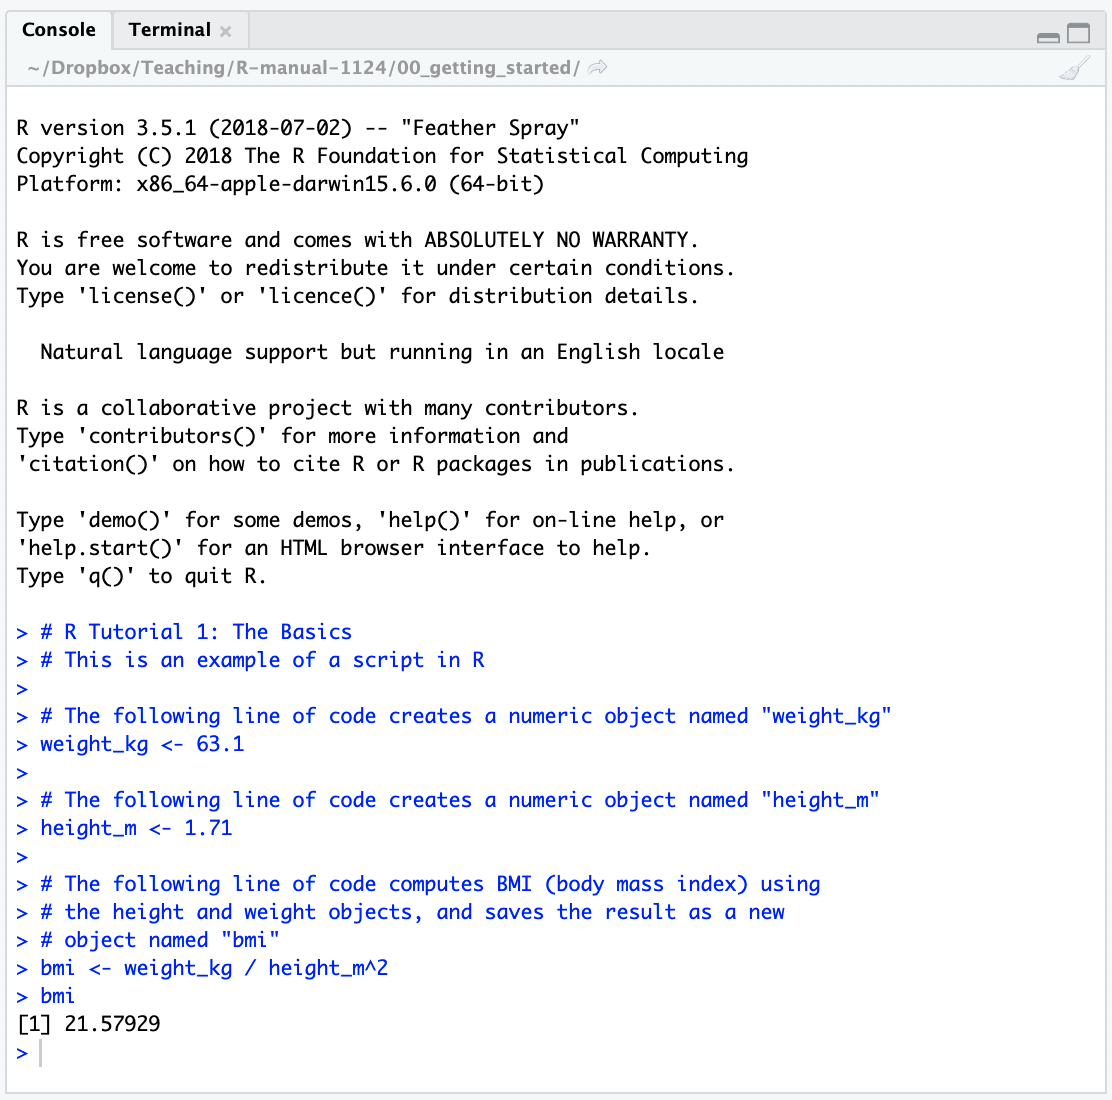 Console Terminal ×
~/Dropbox/Teaching/R-manual-1124/00_getting_started/
R version 3.5.1 (2018-07-02) -- "Feather Spray"
Copyright (C) 2018 The R Foundation for Statistical Computing
Platform: x86_64-apple-darwin15.6.0 (64-bit)
R is free software and comes with ABSOLUTELY NO WARRANTY.
You are welcome to redistribute it under certain conditions.
Type 'license()' or 'licence()' for distribution details.
Natural language support but running in an English locale
R is a collaborative project with many contributors.
Type 'contributors()' for more information and
'citation()' on how to cite R or R packages in publications.
Type 'demo()' for some demos, 'help()' for on-line help, or
'help.start()' for an HTML browser interface to help.
Type 'q()' to quit R.
> # R Tutorial 1: The Basics
> # This is an example of a script in R
>
> # The following line of code creates a numeric object named "weight_kg"
> weight_kg <- 63.1
>
> # The following line of code creates a numeric object named "height_m"
> height_m <- 1.71
>
> # The following line of code computes BMI (body mass index) using
> # the height and weight objects, and saves the result as a new
> # object named "bmi"
> bmi <- weight_kg / height_m^2
> bmi
[1] 21.57929
>